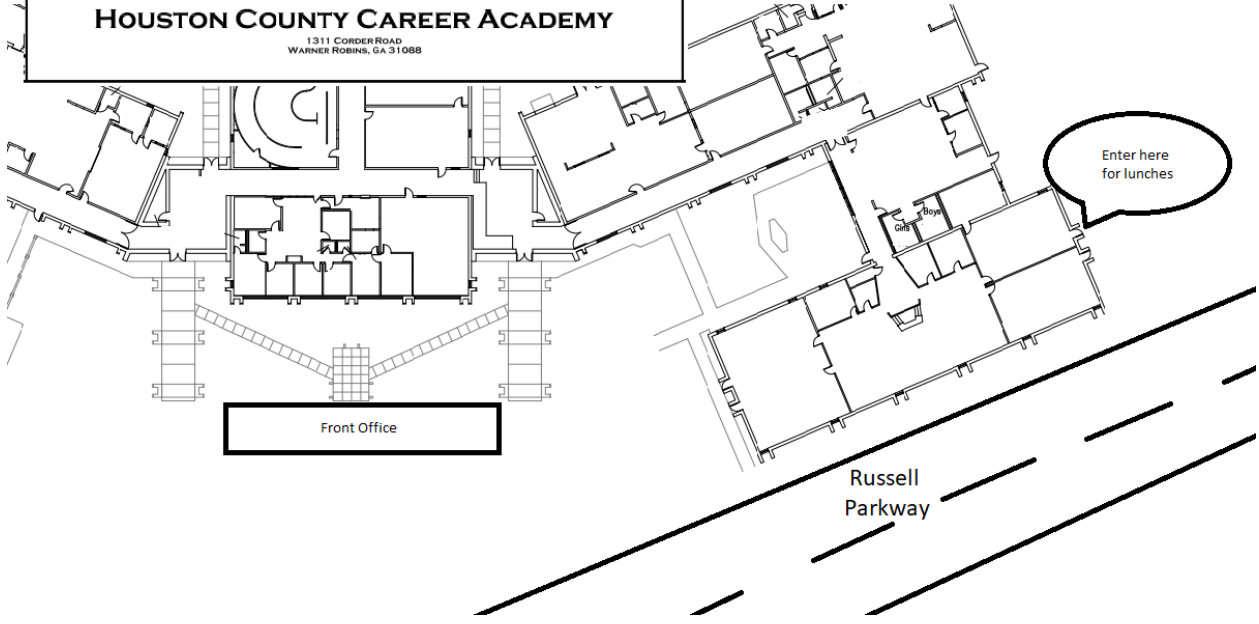 HOUSTON COUNTY CAREER ACADEMY
1311 CORDER ROAD
WARNER ROBINS, GA 31088
Enter here
for lunches
Boys
Girls
Front Office
Russell
Parkway